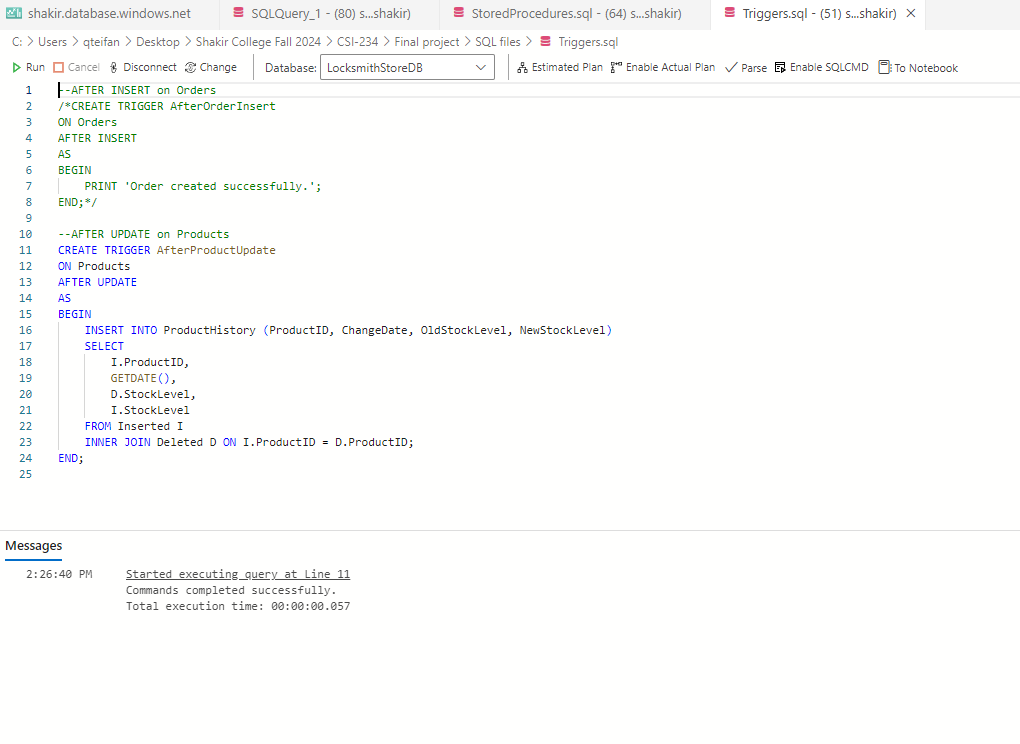 shakir.database.windows.net SQLQuery_1 - (80) s...shakir) StoredProcedures.sql - (64) s...shakir) Triggers.sql - (51) s...shakir)
C: > Users > qteifan > Desktop > Shakir College Fall 2024 > CSI-234 > Final project > SQL files > Triggers.sql
Run Cancel Disconnect Change Database: LocksmithStoreDB Estimated Plan Enable Actual Plan Parse Enable SQLCMD To Notebook
1 --AFTER INSERT on Orders
2 /*CREATE TRIGGER AfterOrderInsert
3 ON Orders
4 AFTER INSERT
5 AS
6 BEGIN
7 PRINT 'Order created successfully.';
8 END;*/
9
10 --AFTER UPDATE on Products
11 CREATE TRIGGER AfterProductUpdate
12 ON Products
13 AFTER UPDATE
14 AS
15 BEGIN
16 INSERT INTO ProductHistory (ProductID, ChangeDate, OldStockLevel, NewStockLevel)
17 SELECT
18 I.ProductID,
19 GETDATE(),
20 D.StockLevel,
21 I.StockLevel
22 FROM Inserted I
23 INNER JOIN Deleted D ON I.ProductID = D.ProductID;
24 END;
25
Messages
2:26:40 PM Started executing query at Line 11
Commands completed successfully.
Total execution time: 00:00:00.057